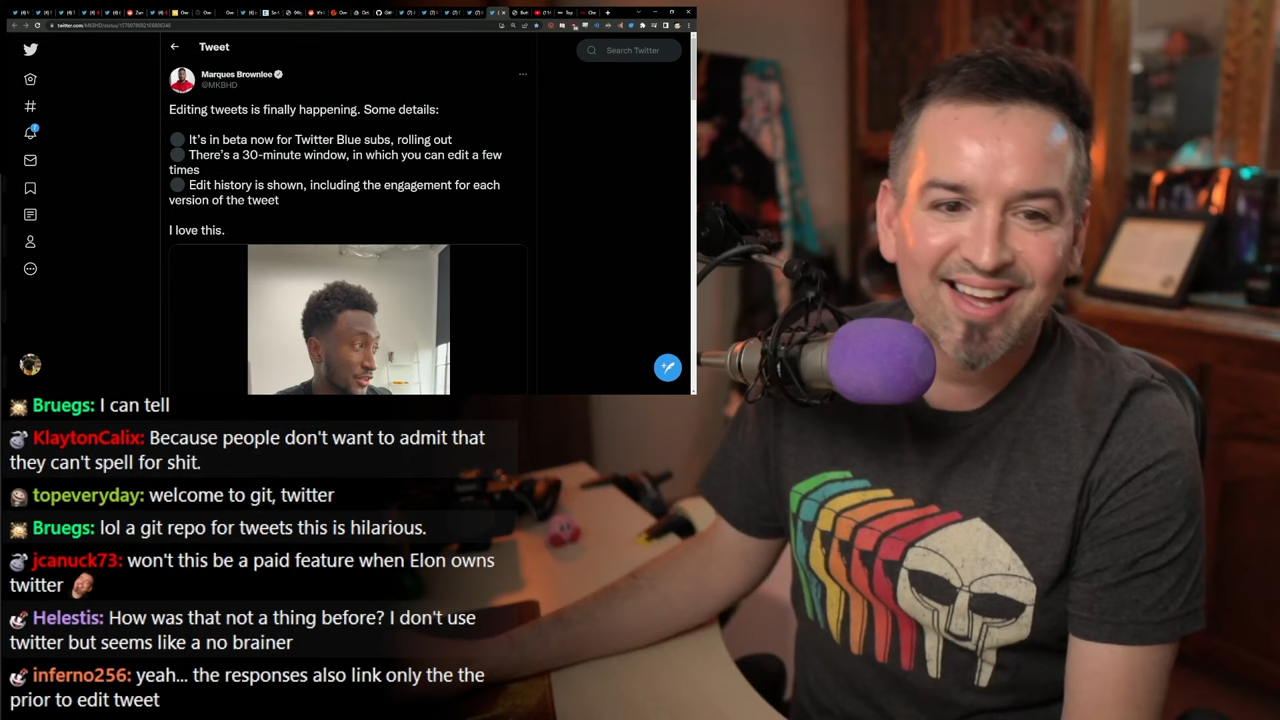 twitter.com/MKBHD/status/
Tweet
Search Twitter
Marques Brownlee
@MKBHD
Editing tweets is finally happening. Some details:
It's in beta now for Twitter Blue subs, rolling out
There's a 30-minute window, in which you can edit a few
times
Edit history is shown, including the engagement for each
version of the tweet
I love this.
Bruegs: I can tell
KlaytonCalix: Because people don't want to admit that
they can't spell for shit.
topeveryday: welcome to git, twitter
Bruegs: lol a git repo for tweets this is hilarious.
jcanuck73: won't this be a paid feature when Elon owns
twitter
Helestis: How was that not a thing before? I don't use
twitter but seems like a no brainer
inferno256: yeah... the responses also link only the the
prior to edit tweet